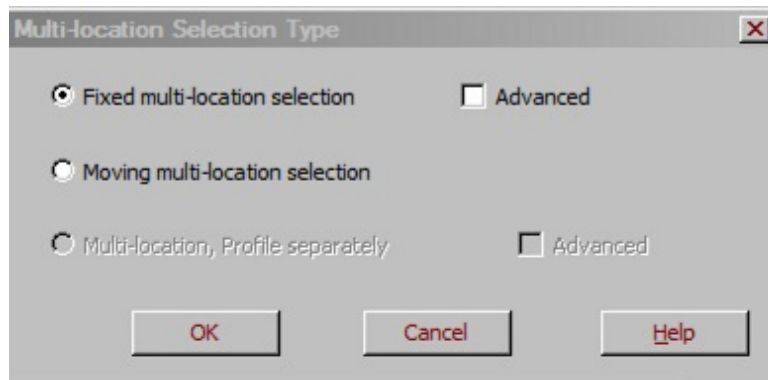 Multi-location Selection Type
Fixed multi-location selection Advanced
Moving multi-location selection
Multi-location, Profile separately Advanced
OK Cancel Help